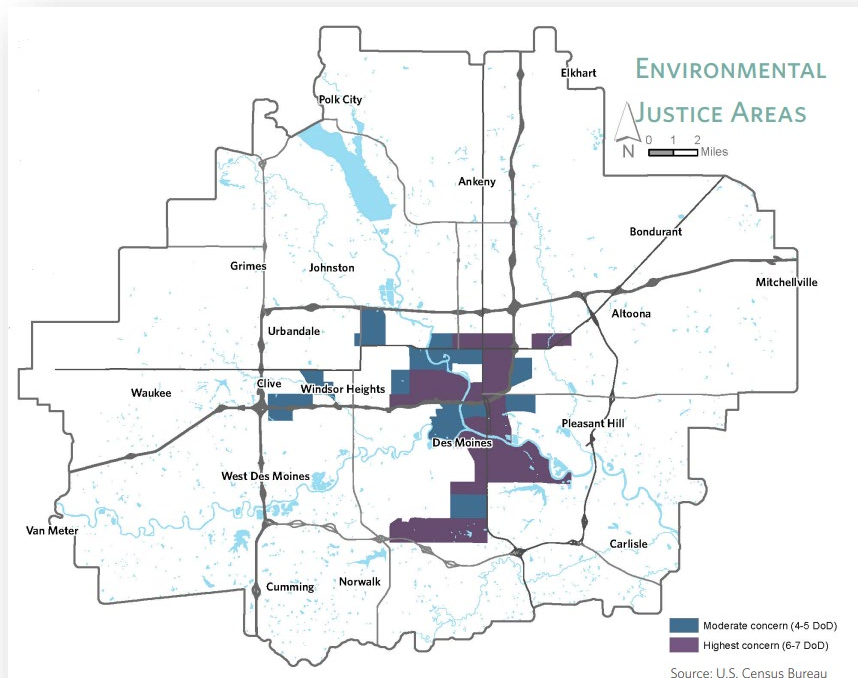 ENVIRONMENTAL
JUSTICE AREAS
Elkhart
Polk City
N
0 1 2
Miles
Ankeny
Bondurant
Grimes
Johnston
Mitchellville
Altoona
Urbandale
Clive
Windsor Heights
Waukee
Pleasant Hill
Des Moines
West Des Moines
Van Meter
Carlisle
Norwalk
Cumming
Moderate concern (4-5 DoD)
Highest concern (6-7 DoD)
Source: U.S. Census Bureau